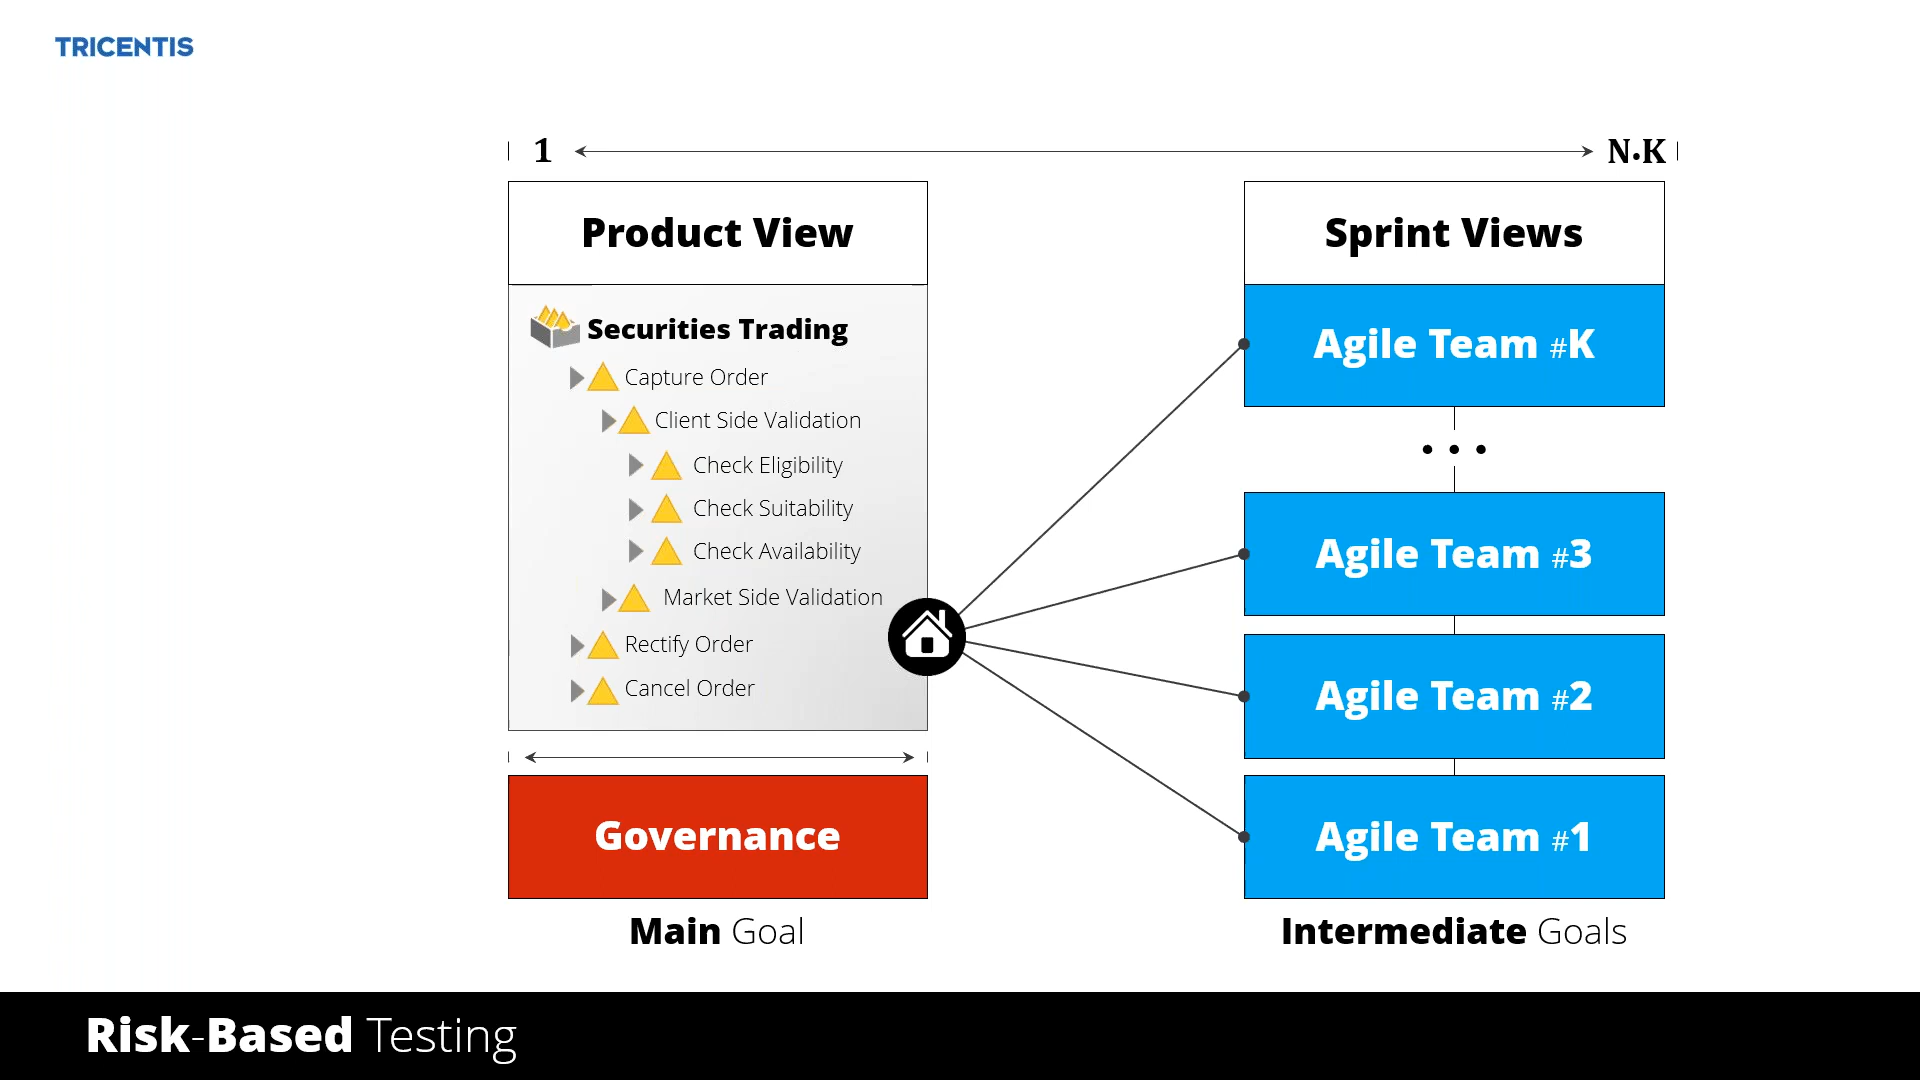 TRICENTIS
1
N.K
Product View
Securities Trading
Capture Order
Client Side Validation
Check Eligibility
Check Suitability
Check Availability
Market Side Validation
Rectify Order
Cancel Order
Governance
Main Goal
Sprint Views
Agile Team #K
• • •
Agile Team #3
Agile Team #2
Agile Team #1
Intermediate Goals
Risk-Based Testing